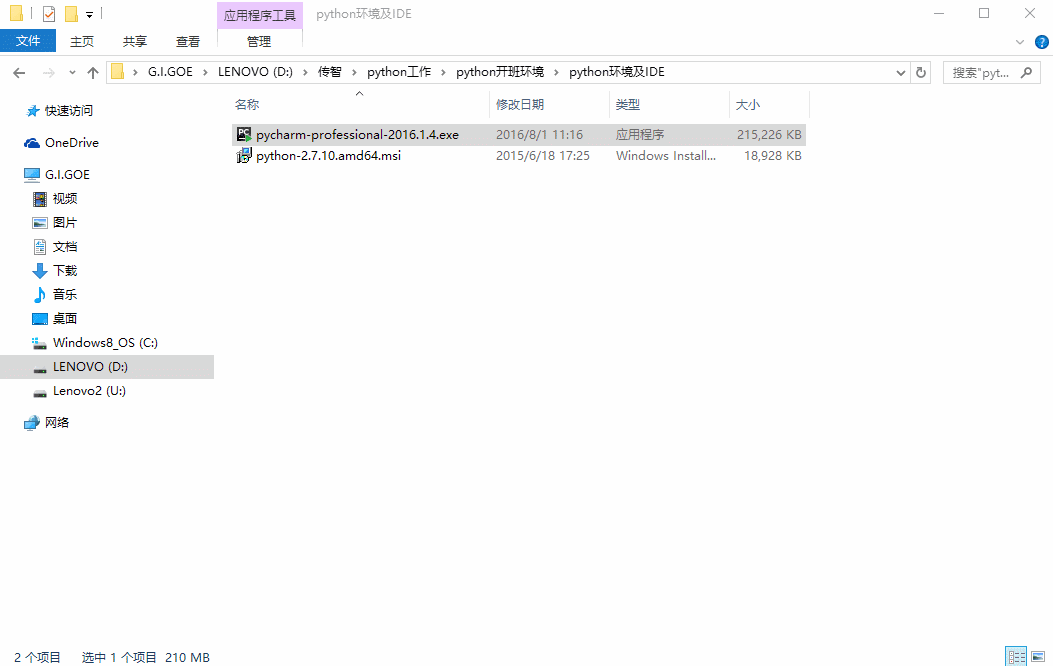 应用程序工具 python环境及IDE
文件 主页 共享 查看 管理
G.I.GOE LENOVO (D:) 传智 python工作 python开班环境 python环境及IDE 搜索"pyt...
名称 修改日期 类型 大小
pycharm-professional-2016.1.4.exe 2016/8/1 11:16 应用程序 215,226 KB
python-2.7.10.amd64.msi 2015/6/18 17:25 Windows Install... 18,928 KB
快速访问
OneDrive
G.I.GOE
视频
图片
文档
下载
音乐
桌面
Windows8_OS (C:)
LENOVO (D:)
Lenovo2 (U:)
网络
2 个项目 选中 1 个项目 210 MB